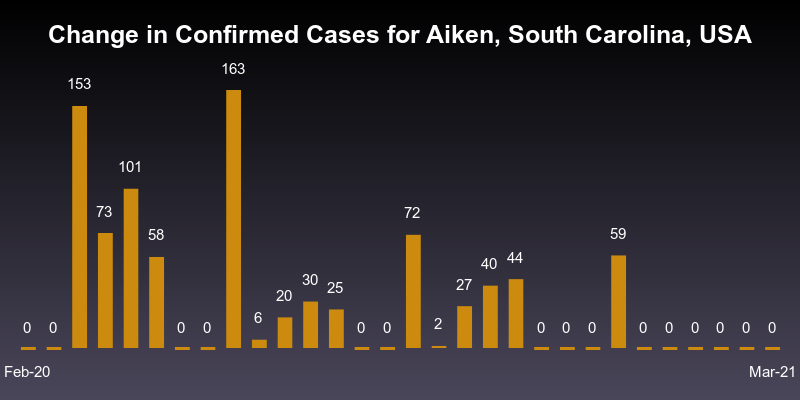 Change in Confirmed Cases for Aiken, South Carolina, USA
0 0 153 73 101 58 0 0 163 6 20 30 25 0 0 72 2 27 40 44 0 0 0 59 0 0 0 0 0 0
Feb-20 Mar-21